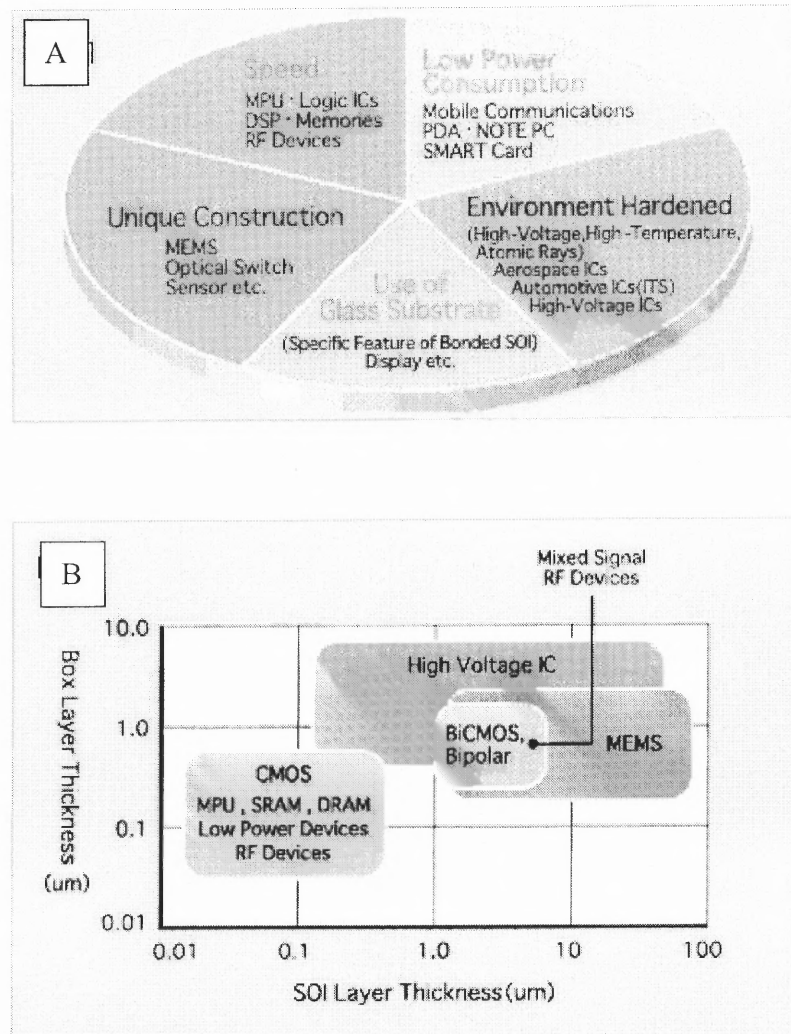 A
Speed
MPU · Logic ICs
DSP · Memories
RF Devices
Low Power
Consumption
Mobile Communications
PDA · NOTE PC
SMART Card
Unique Construction
MEMS
Optical Switch
Sensor etc.
Environment Hardened
(High-Voltage,High -Temperature,
Atomic Rays)
Aerospace ICs
Automotive ICs(ITS)
High-Voltage ICs
Use of
Glass Substrate
(Specific Feature of Bonded SOI)
Display etc.
B
Mixed Signal
RF Devices
Box Layer Thickness
(um)
10.0
1.0
0.1
0.01
High Voltage IC
BiCMOS,
Bipolar
MEMS
CMOS
MPU , SRAM , DRAM
Low Power Devices
RF Devices
0.01 0.1 1.0 10 100
SOI Layer Thickness(um)